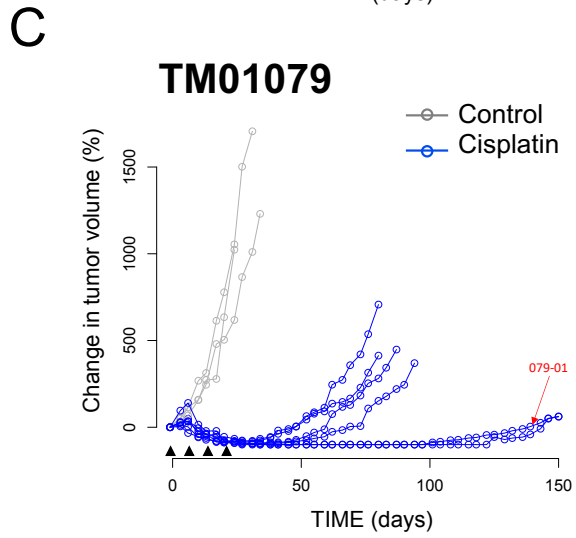 (days)
C
TM01079
Control
Cisplatin
Change in tumor volume (%)
1500
1000
500
0
079-01
0
50
100
150
TIME (days)